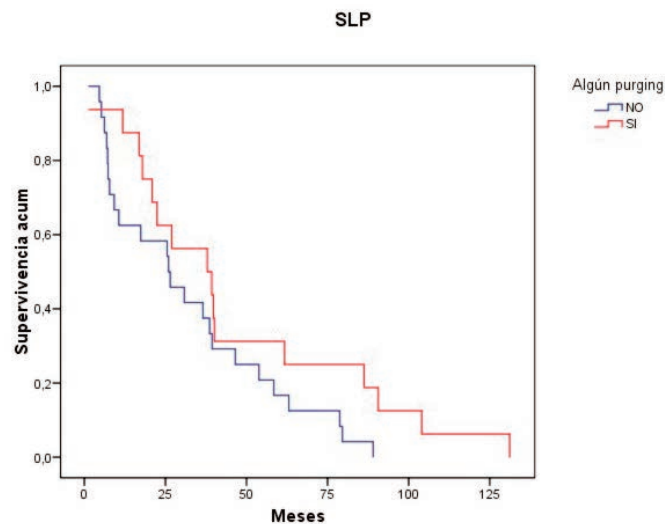 SLP
Algún purging
NO
SI
Supervivencia acum
1,0
0,8
0,6
0,4
0,2
0,0
0
25
50
75
100
125
Meses